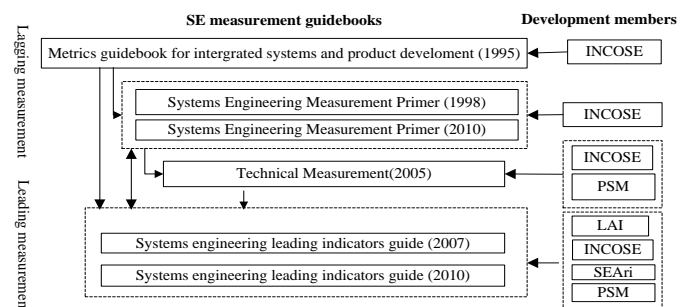 SE measurement guidebooks
Development members
Lagging measurement
Metrics guidebook for intergrated systems and product develoment (1995)
INCOSE
Systems Engineering Measurement Primer (1998)
Systems Engineering Measurement Primer (2010)
INCOSE
Technical Measurement(2005)
INCOSE
PSM
Leading measurement
Systems engineering leading indicators guide (2007)
Systems engineering leading indicators guide (2010)
LAI
INCOSE
SEAri
PSM